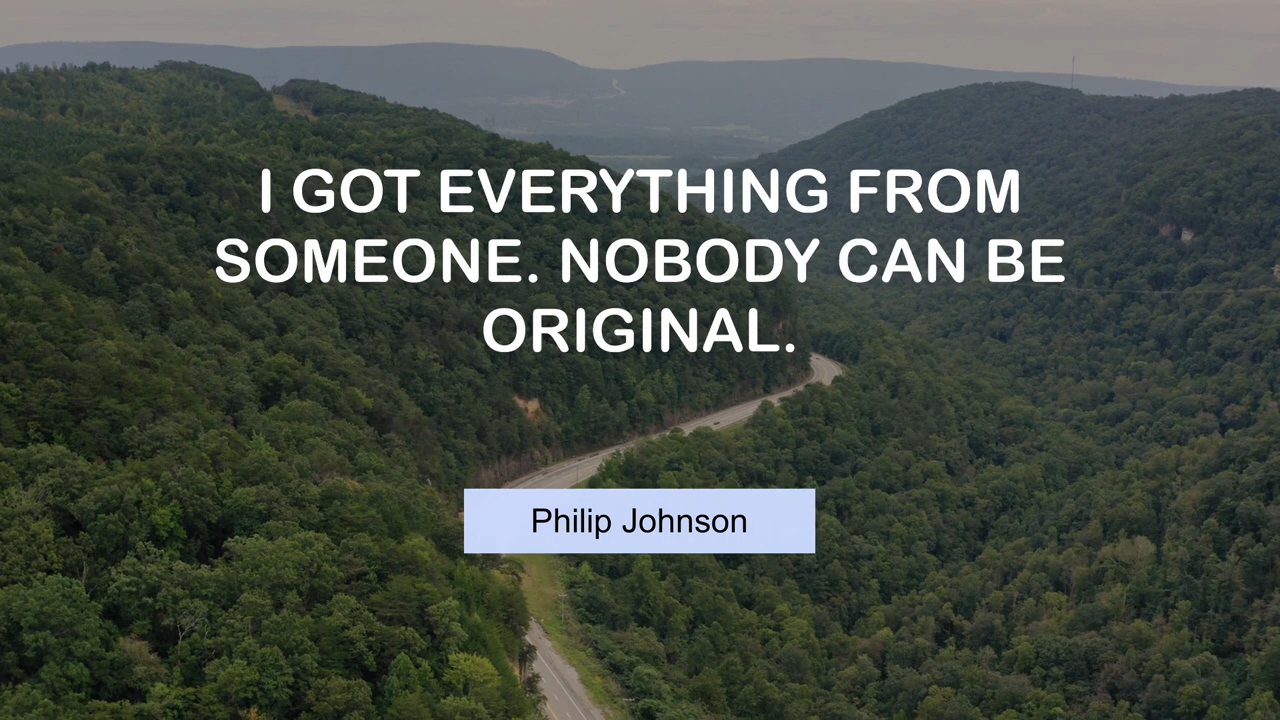 I GOT EVERYTHING FROM
SOMEONE. NOBODY CAN BE
ORIGINAL.
Philip Johnson